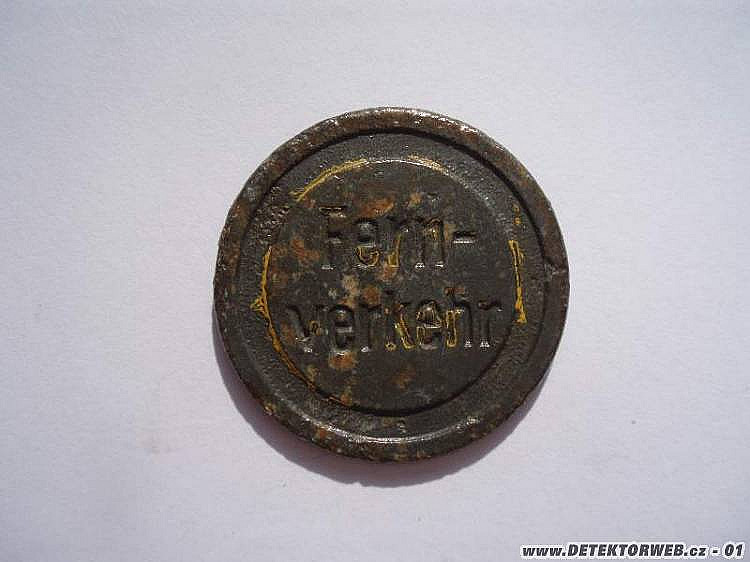 Fern-
verkehr
www.DETEKTORWEB.cz - 01